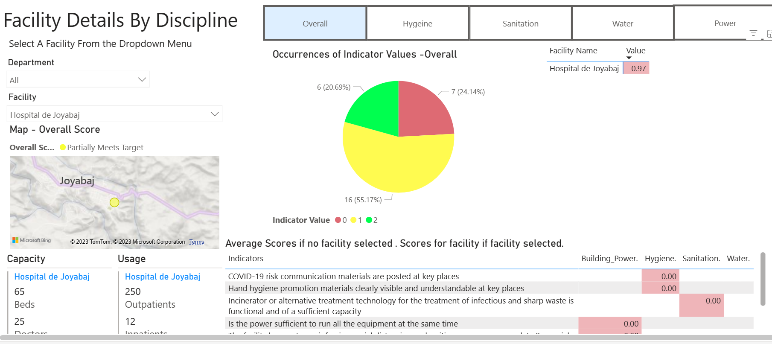 Facility Details By Discipline
Select A Facility From the Dropdown Menu
Department
All
Facility
Hospital de Joyabaj
Map - Overall Score
Overall Sc... Partially Meets Target
Joyabaj
Microsoft Bing
© 2023 TomTom, © 2023 Microsoft Corporation Terms
Capacity
Hospital de Joyabaj
65
Beds
25
Doctors
Usage
Hospital de Joyabaj
250
Outpatients
12
Inpatients
Overall
Hygeine
Sanitation
Water
Power
Occurrences of Indicator Values -Overall
6 (20.69%)
7 (24.14%)
16 (55.17%)
Indicator Value 0 1 2
Facility Name Value
Hospital de Joyabaj 0.97
Average Scores if no facility selected . Scores for facility if facility selected.
Indicators Building_Power. Hygiene. Sanitation. Water.
COVID-19 risk communication materials are posted at key places 0.00
Hand hygiene promotion materials clearly visible and understandable at key places 0.00
Incinerator or alternative treatment technology for the treatment of infectious and sharp waste is 0.00
functional and of a sufficient capacity
Is the power sufficient to run all the equipment at the same time 0.00